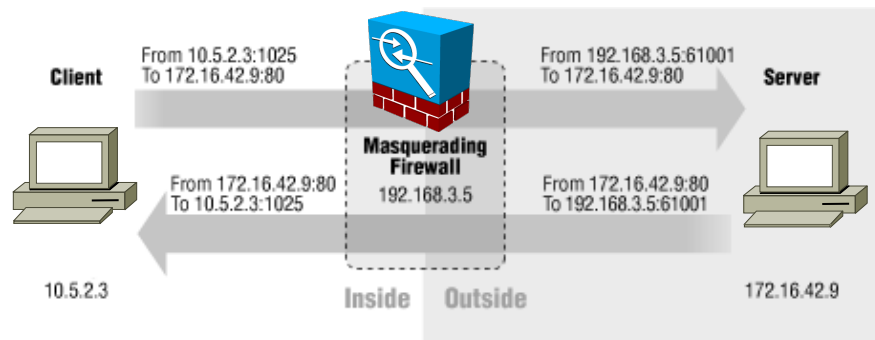 From 10.5.2.3:1025
To 172.16.42.9:80
From 192.168.3.5:61001
To 172.16.42.9:80
Client
Server
Masquerading
Firewall
192.168.3.5
From 172.16.42.9:80
To 10.5.2.3:1025
From 172.16.42.9:80
To 192.168.3.5:61001
10.5.2.3
Inside
Outside
172.16.42.9